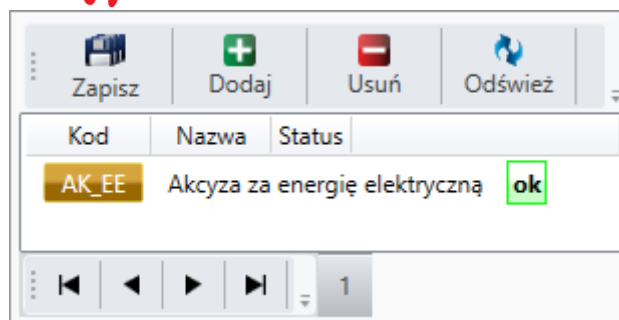 Zapisz Dodaj Usuń Odśwież
Kod Nazwa Status
AK_EE Akcyza za energię elektryczną ok
1